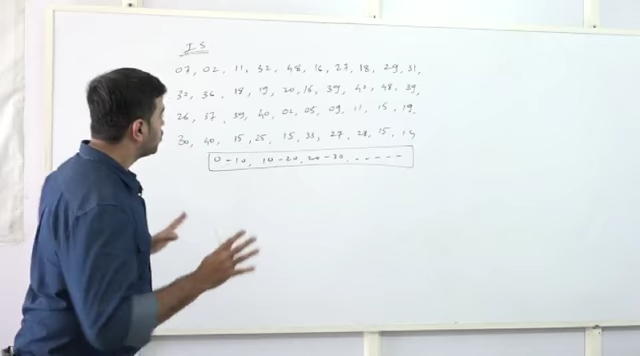 I S
07, 02, 11, 32, 48, 16, 27, 18, 29, 31,
32, 36, 18, 19, 20, 16, 39, 42, 48, 39,
26, 37, 39, 40, 02, 05, 09, 11, 15, 19,
30, 40, 15, 25, 15, 33, 27, 28, 15, 19
0-10, 10-20, 20-30, ------